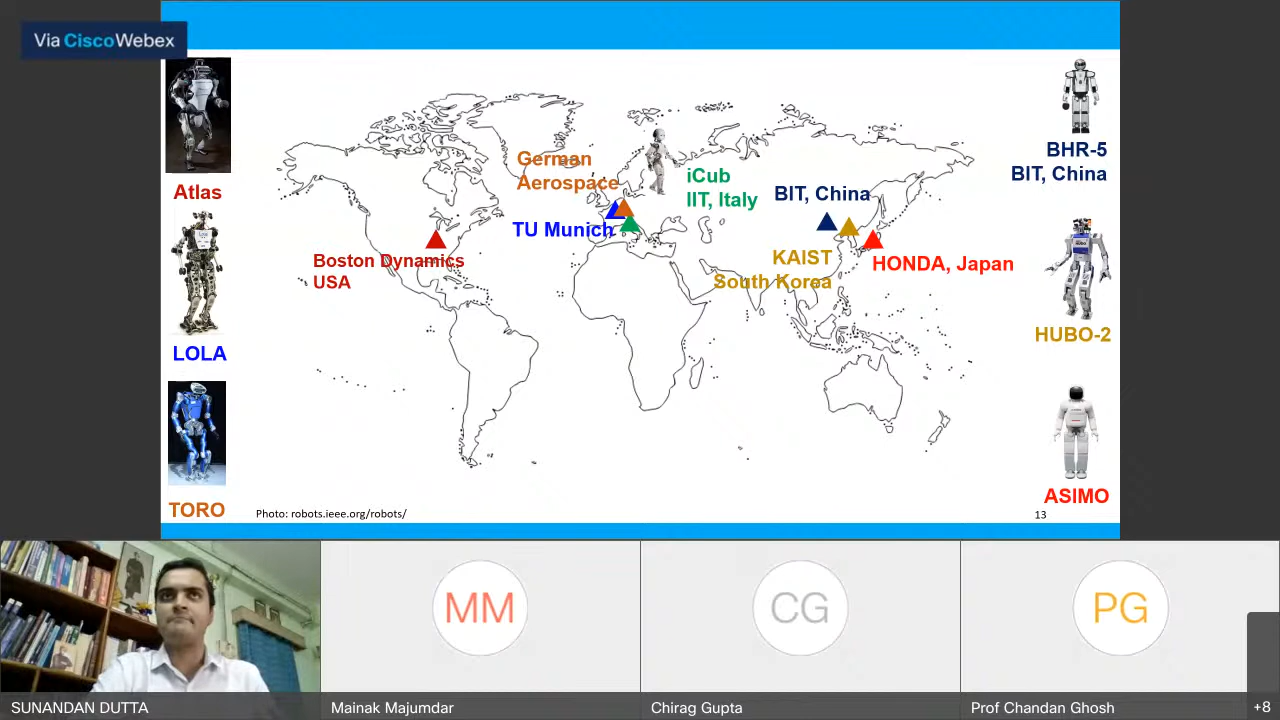 Via CiscoWebex
Atlas
LOLA
TORO
German
Aerospace
TU Munich
iCub
IIT, Italy
BIT, China
Boston Dynamics
USA
KAIST
South Korea
HONDA, Japan
BHR-5
BIT, China
HUBO-2
ASIMO
Photo: robots.ieee.org/robots/
13
MM
CG
PG
SUNANDAN DUTTA
Mainak Majumdar
Chirag Gupta
Prof Chandan Ghosh
+8